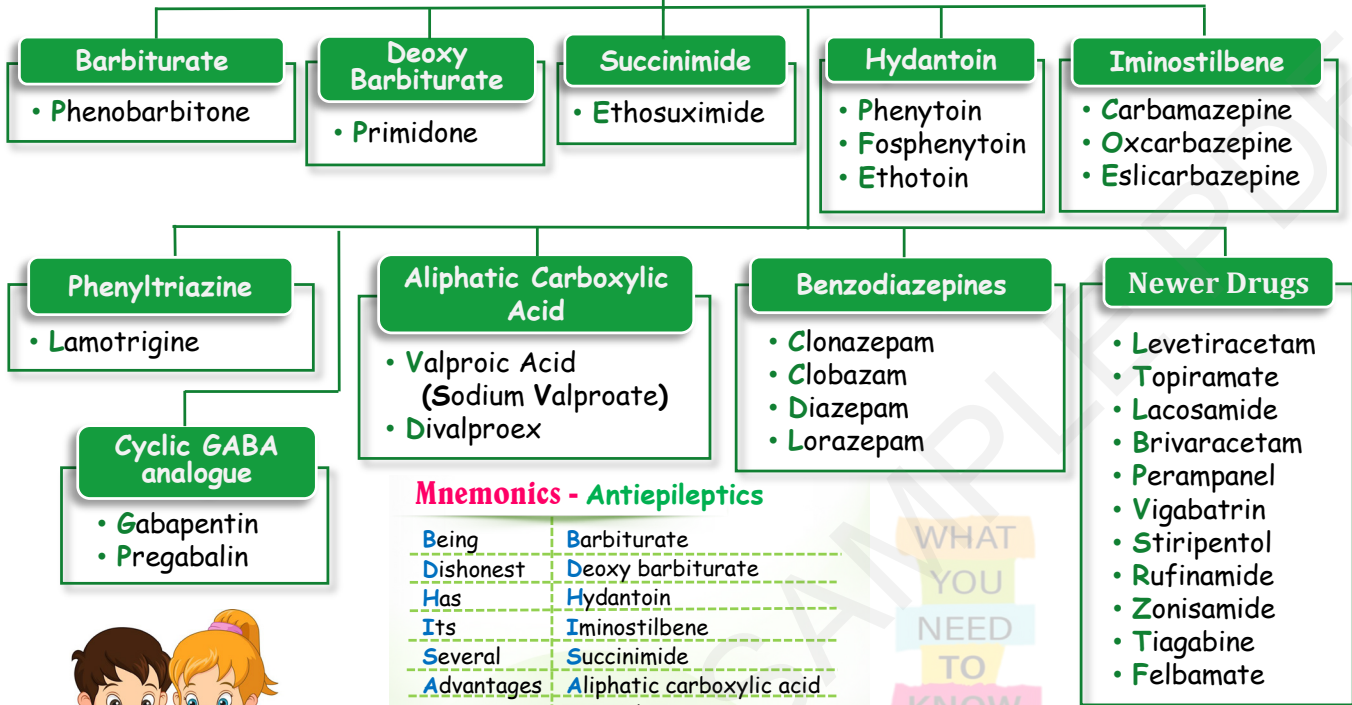 Barbiturate
• Phenobarbitone
Deoxy
Barbiturate
• Primidone
Succinimide
• Ethosuximide
Hydantoin
• Phenytoin
• Fosphenytoin
• Ethotoin
Iminostilbene
• Carbamazepine
• Oxcarbazepine
• Eslicarbazepine
Phenyltriazine
• Lamotrigine
Cyclic GABA
analogue
• Gabapentin
• Pregabalin
Aliphatic Carboxylic
Acid
• Valproic Acid
(Sodium Valproate)
• Divalproex
Benzodiazepines
• Clonazepam
• Clobazam
• Diazepam
• Lorazepam
Newer Drugs
• Levetiracetam
• Topiramate
• Lacosamide
• Brivaracetam
• Perampanel
• Vigabatrin
• Stiripentol
• Rufinamide
• Zonisamide
• Tiagabine
• Felbamate
Mnemonics - Antiepileptics
Being Barbiturate
Dishonest Deoxy barbiturate
Has Hydantoin
Its Iminostilbene
Several Succinimide
Advantages Aliphatic carboxylic acid
WHAT
YOU
NEED
TO
KNOW
SAMPLE PDF